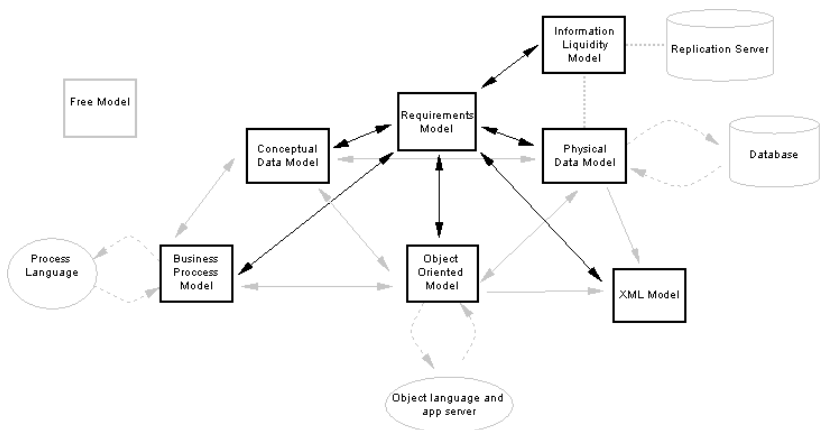 Information
Liquidity
Model
Replication Server
Free Model
Requirements
Model
Conceptual
Data Model
Physical
Data Model
Database
Process
Language
Business
Process
Model
Object
Oriented
Model
XML Model
Object language and
app server